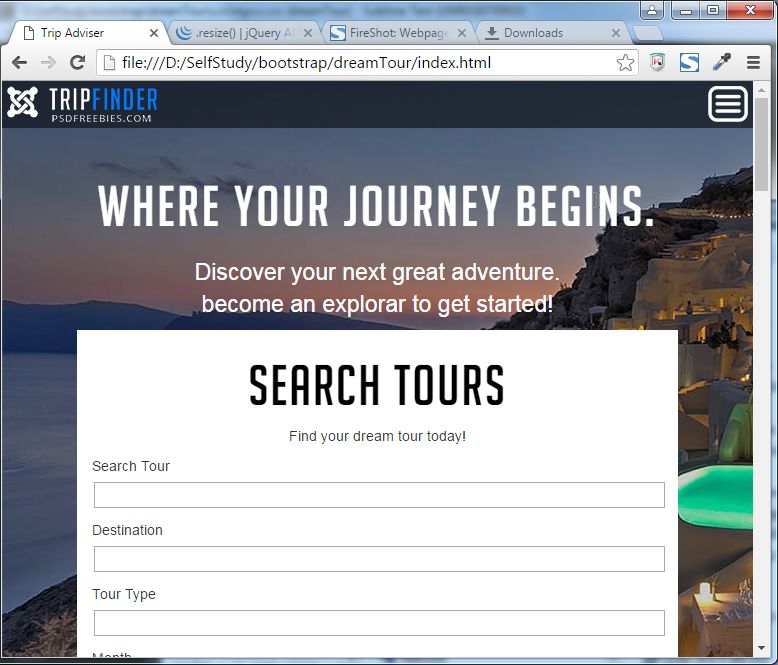 Trip Adviser
.resize() | jQuery A
FireShot: Webpage
Downloads
file:///D:/SelfStudy/bootstrap/dreamTour/index.html
TRIPFINDER
PSDFREEBIES.COM
WHERE YOUR JOURNEY BEGINS.
Discover your next great adventure.
become an explorar to get started!
SEARCH TOURS
Find your dream tour today!
Search Tour
Destination
Tour Type
Month